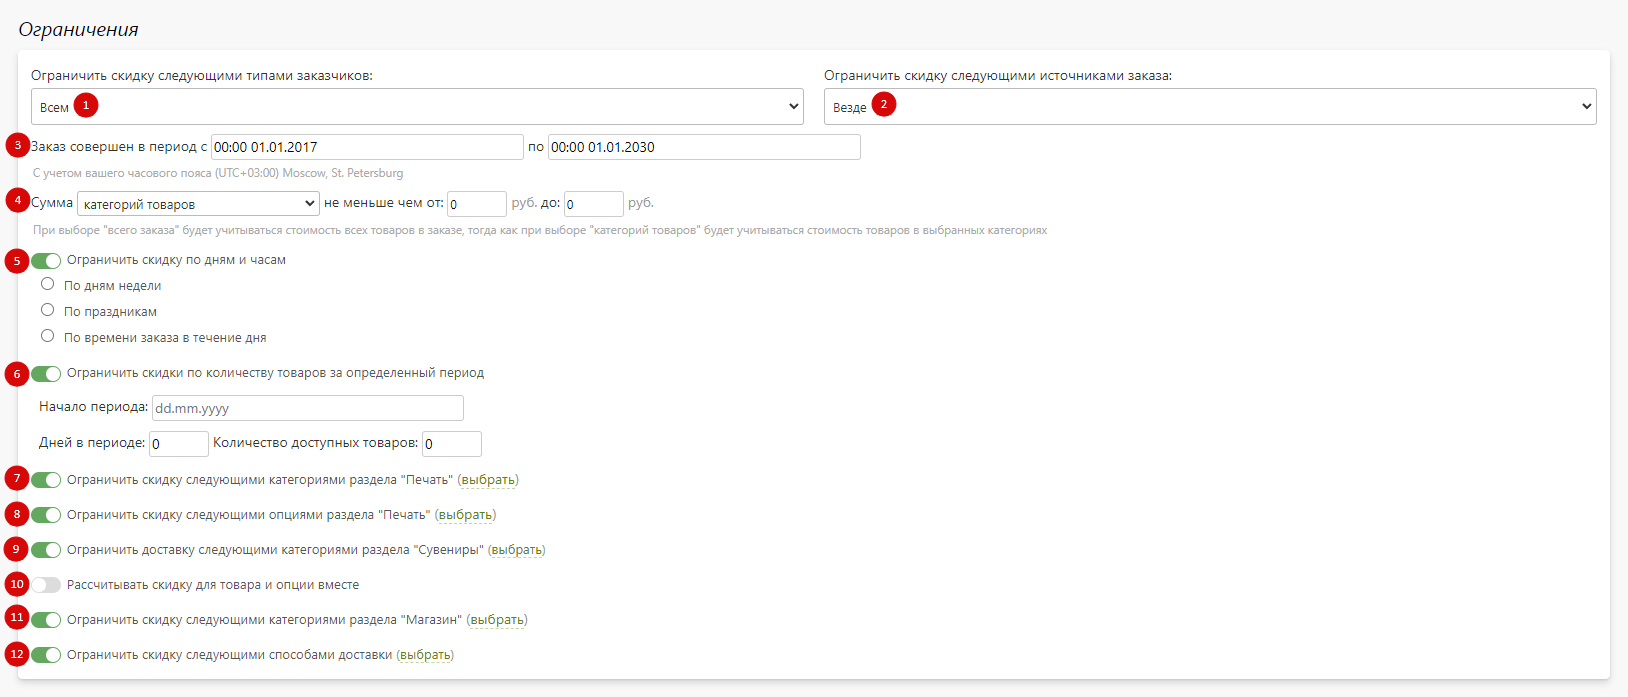 Ограничения
Ограничить скидку следующими типами заказчиков:
Ограничить скидку следующими источниками заказа:
Всем 1
Везде 2
3 Заказ совершен в период с 00:00 01.01.2017 по 00:00 01.01.2030
С учетом вашего часового пояса (UTC+03:00) Moscow, St. Petersburg
4 Сумма категорий товаров не меньше чем от: 0 руб. до: 0 руб.
При выборе "всего заказа" будет учитываться стоимость всех товаров в заказе, тогда как при выборе "категорий товаров" будет учитываться стоимость товаров в выбранных категориях
5 Ограничить скидку по дням и часам
По дням недели
По праздникам
По времени заказа в течение дня
6 Ограничить скидки по количеству товаров за определенный период
Начало периода: dd.mm.yyyy
Дней в периоде: 0 Количество доступных товаров: 0
7 Ограничить скидку следующими категориями раздела "Печать" (выбрать)
8 Ограничить скидку следующими опциями раздела "Печать" (выбрать)
9 Ограничить доставку следующими категориями раздела "Сувениры" (выбрать)
10 Рассчитывать скидку для товара и опции вместе
11 Ограничить скидку следующими категориями раздела "Магазин" (выбрать)
12 Ограничить скидку следующими способами доставки (выбрать)